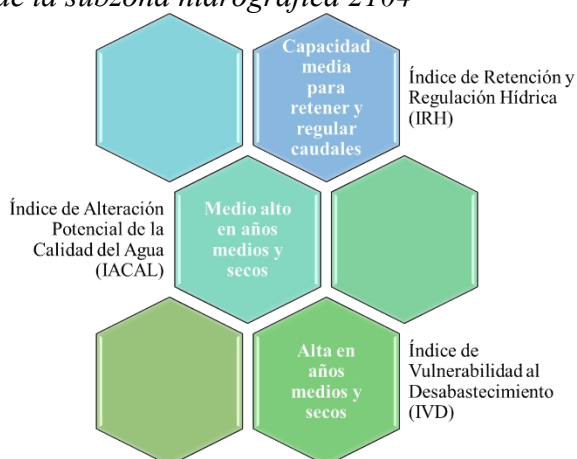 de la subzona hidrográfica 2104
Capacidad
media
para
retener y
regular
caudales
Índice de Retención y
Regulación Hídrica
(IRH)
Índice de Alteración
Potencial de la
Calidad del Agua
(IACAL)
Medio alto
en años
medios y
secos
Alta en
años
medios y
secos
Índice de
Vulnerabilidad al
Desabastecimiento
(IVD)